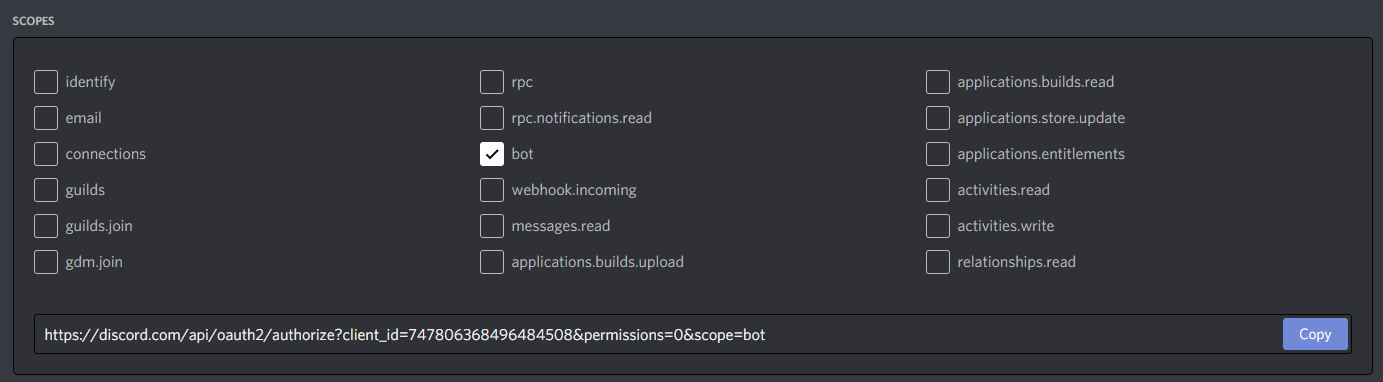 SCOPES
identify
rpc
applications.builds.read
email
rpc.notifications.read
applications.store.update
connections
bot
applications.entitlements
guilds
webhook.incoming
activities.read
guilds.join
messages.read
activities.write
gdm.join
applications.builds.upload
relationships.read
https://discord.com/api/oauth2/authorize?client_id=747806368496484508&permissions=0&scope=bot
Copy